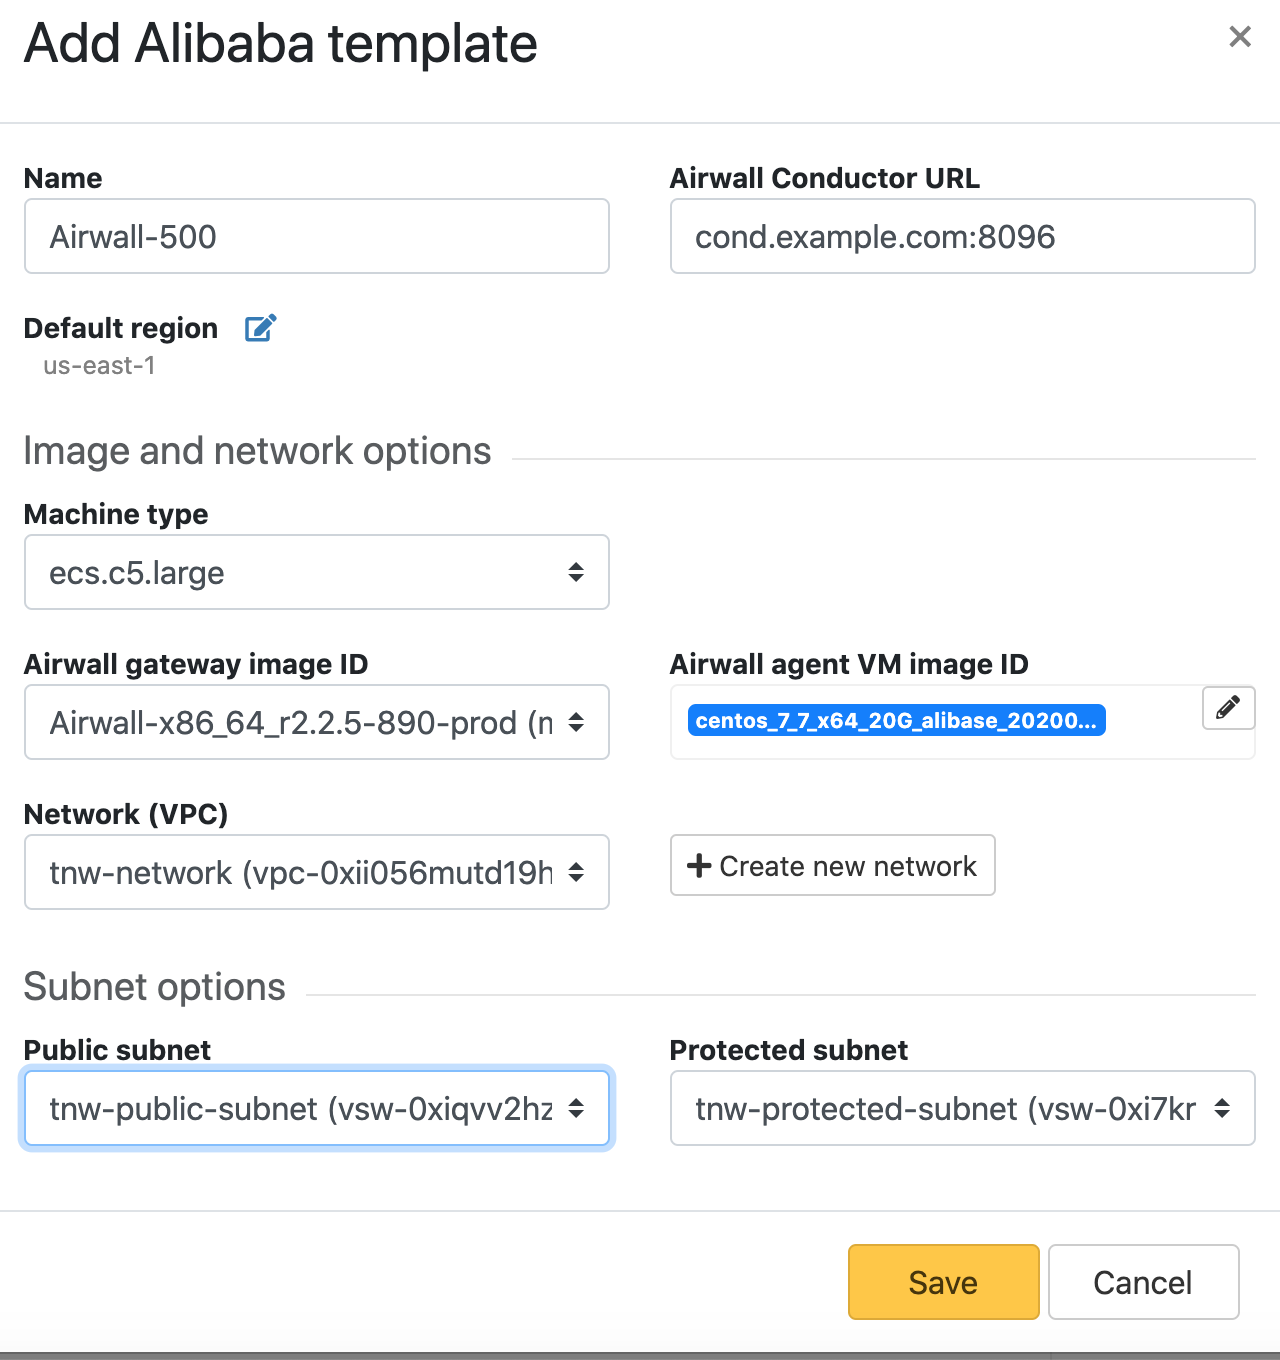 Add Alibaba template
Name
Airwall Conductor URL
Airwall-500
cond.example.com:8096
Default region
us-east-1
Image and network options
Machine type
ecs.c5.large
Airwall gateway image ID
Airwall agent VM image ID
Airwall-x86_64_r2.2.5-890-prod (m
centos_7_7_x64_20G_alibase_20200...
Network (VPC)
tnw-network (vpc-0xii056mutd19h
Create new network
Subnet options
Public subnet
Protected subnet
tnw-public-subnet (vsw-0xiqvv2hz
tnw-protected-subnet (vsw-0xi7kr
Save
Cancel